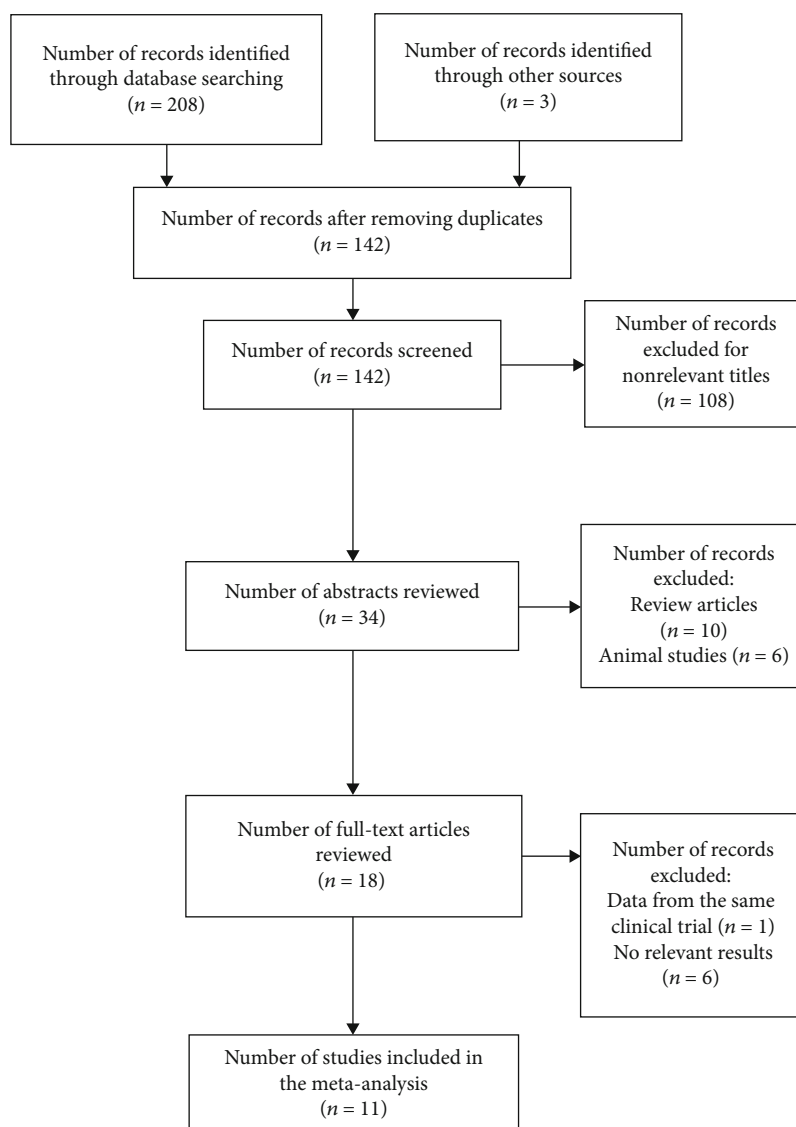 Number of records identified
through database searching
(n = 208)
Number of records identified
through other sources
(n = 3)
Number of records after removing duplicates
(n = 142)
Number of records screened
(n = 142)
Number of records
excluded for
nonrelevant titles
(n = 108)
Number of abstracts reviewed
(n = 34)
Number of records
excluded:
Review articles
(n = 10)
Animal studies (n = 6)
Number of full-text articles
reviewed
(n = 18)
Number of records
excluded:
Data from the same
clinical trial (n = 1)
No relevant results
(n = 6)
Number of studies included in
the meta-analysis
(n = 11)